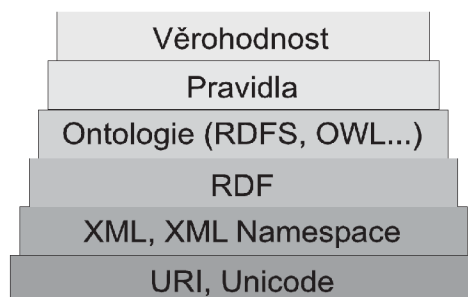 Věrohodnost
Pravidla
Ontologie (RDFS, OWL...)
RDF
XML, XML Namespace
URI, Unicode